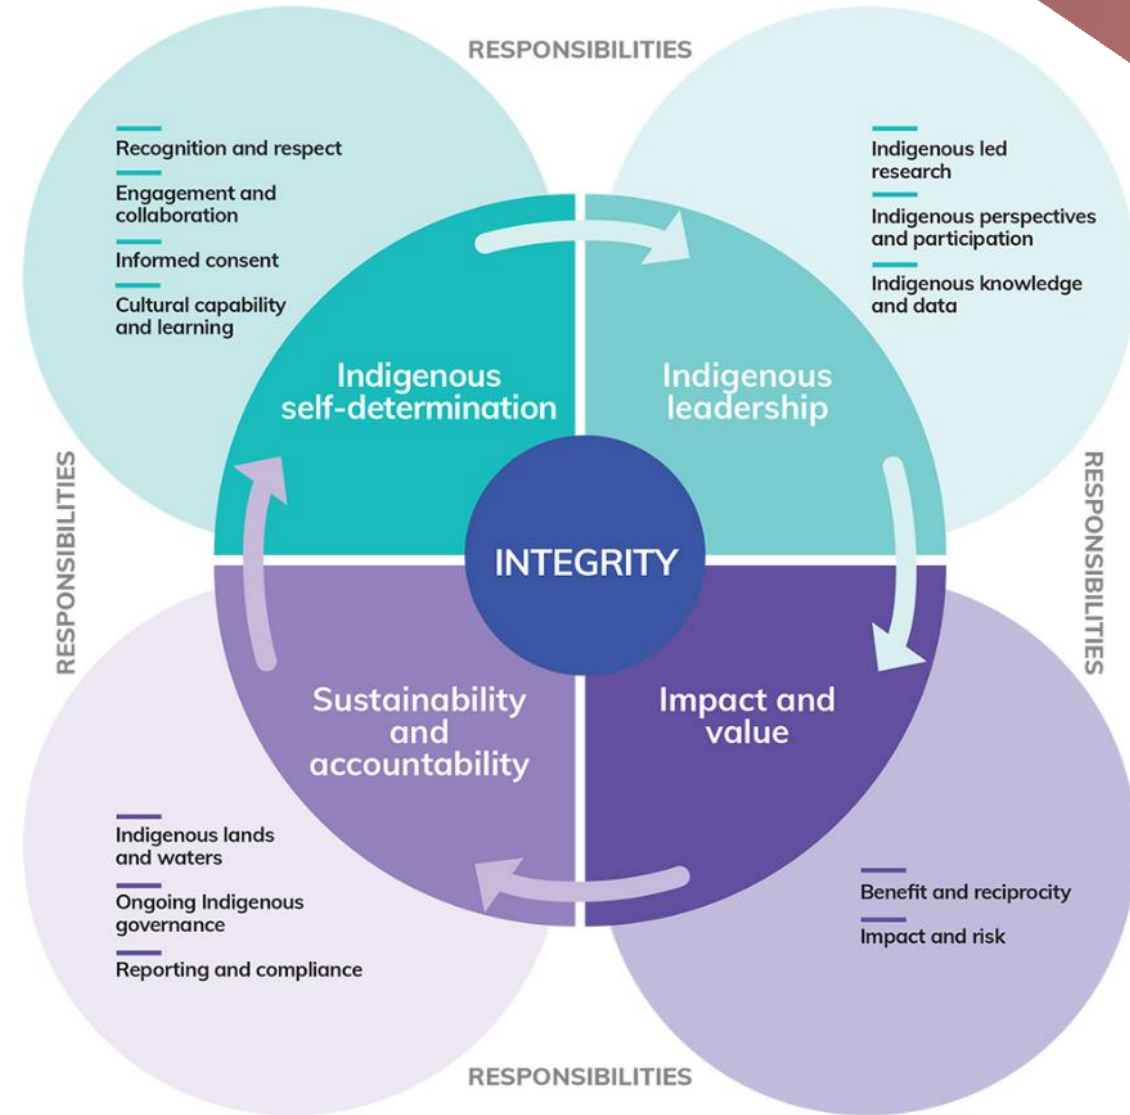 RESPONSIBILITIES
Recognition and respect
Engagement and
collaboration
Informed consent
Cultural capability
and learning
Indigenous led
research
Indigenous perspectives
and participation
Indigenous knowledge
and data
Indigenous
self-determination
Indigenous
leadership
RESPONSIBILITIES
INTEGRITY
RESPONSIBILITIES
Sustainability
and
accountability
Impact and
value
Indigenous lands
and waters
Ongoing Indigenous
governance
Reporting and compliance
Benefit and reciprocity
Impact and risk
RESPONSIBILITIES